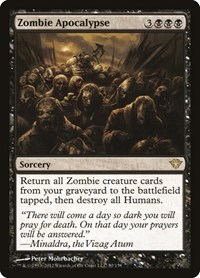 Zombie Apocalypse 3
Sorcery
Return all Zombie creature cards
from your graveyard to the battlefield
tapped, then destroy all Humans.
"There will come a day so dark you will
pray for death. On that day your prayers
will be answered."
—Minaldra, the Vizag Atum
Peter Mohrbacher